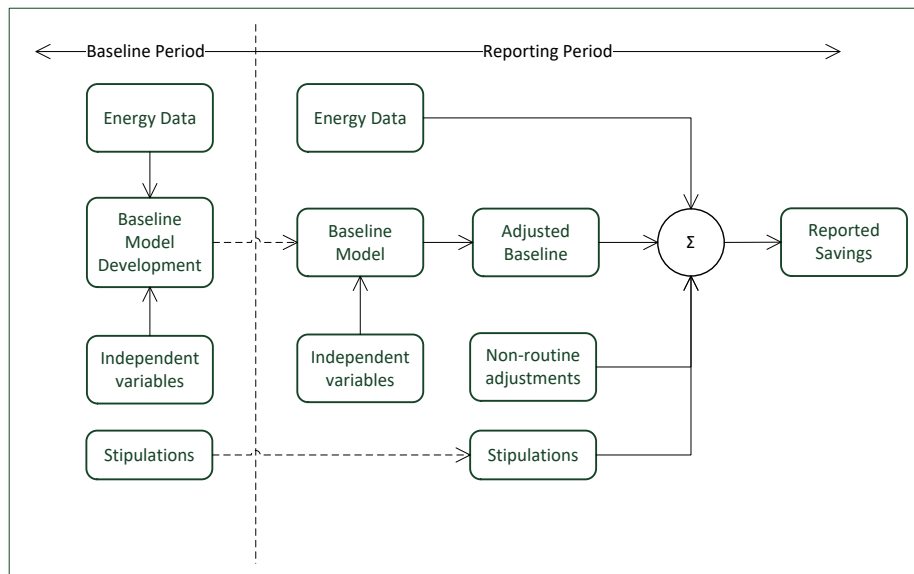 Baseline Period
Reporting Period
Energy Data
Energy Data
Baseline
Model
Development
Baseline
Model
Adjusted
Baseline
Σ
Reported
Savings
Independent
variables
Independent
variables
Non-routine
adjustments
Stipulations
Stipulations